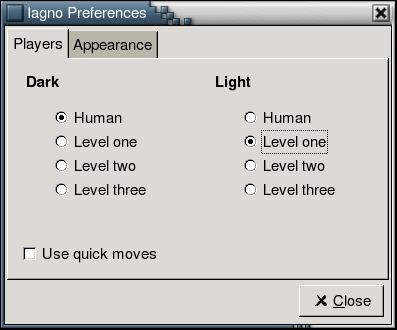 Iagno Preferences
Players Appearance
Dark Light
Human Human
Level one Level one
Level two Level two
Level three Level three
Use quick moves
Close